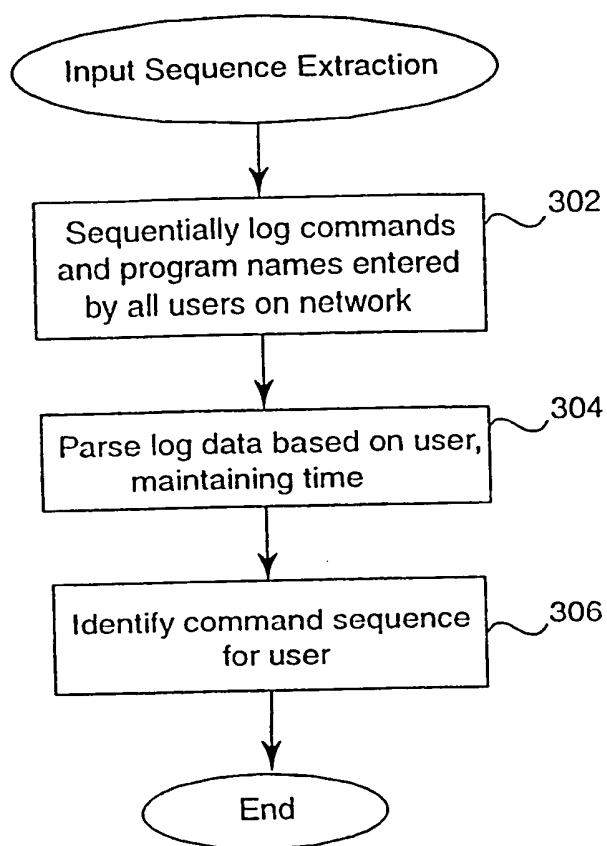 Input Sequence Extraction
302
Sequentially log commands
and program names entered
by all users on network
304
Parse log data based on user,
maintaining time
306
Identify command sequence
for user
End